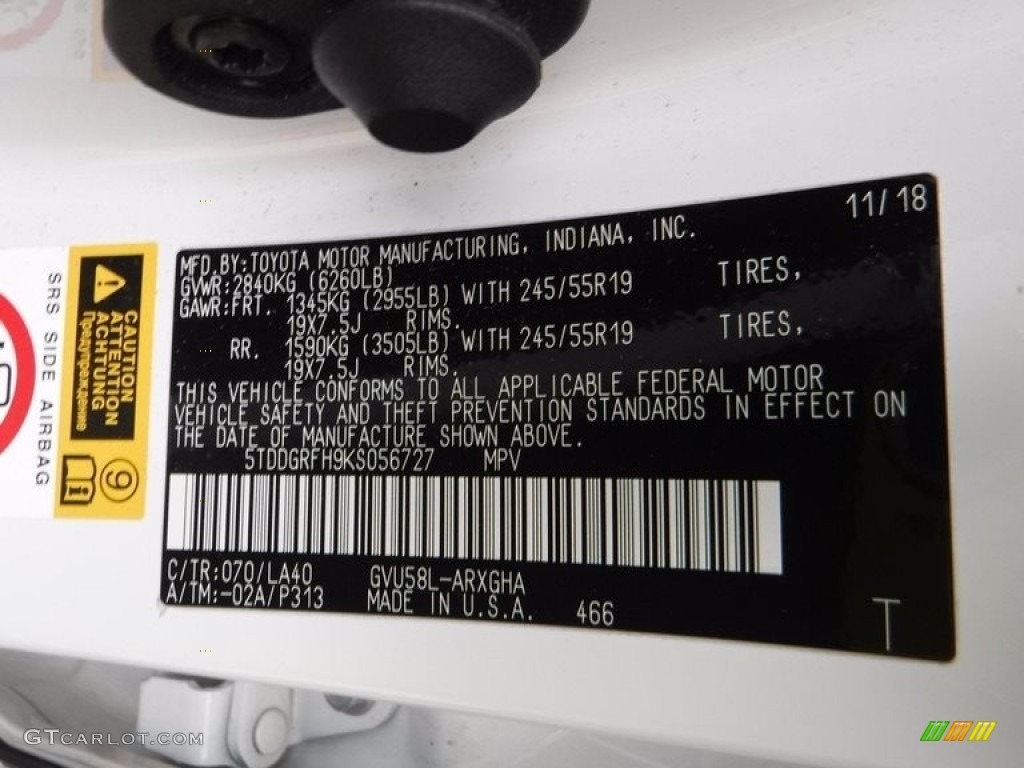 11/18
MFD.BY:TOYOTA MOTOR MANUFACTURING, INDIANA, INC.
GVWR:2840KG (6260LB)
GAWR:FRT. 1345KG (2955LB) WITH 245/55R19 TIRES,
19X7.5J RIMS.
RR. 1590KG (3505LB) WITH 245/55R19 TIRES,
19X7.5J RIMS.
THIS VEHICLE CONFORMS TO ALL APPLICABLE FEDERAL MOTOR
VEHICLE SAFETY AND THEFT PREVENTION STANDARDS IN EFFECT ON
THE DATE OF MANUFACTURE SHOWN ABOVE.
5TDDGRFH9KS056727 MPV
C/TR:070/LA40 GVU58L-ARXGHA
A/TM:-02A/P313 MADE IN U.S.A. 466
T
SRS SIDE AIRBAG
CAUTION
ATTENTION
ACHTUNG
Предупреждение
9
GTCARLOT.COM